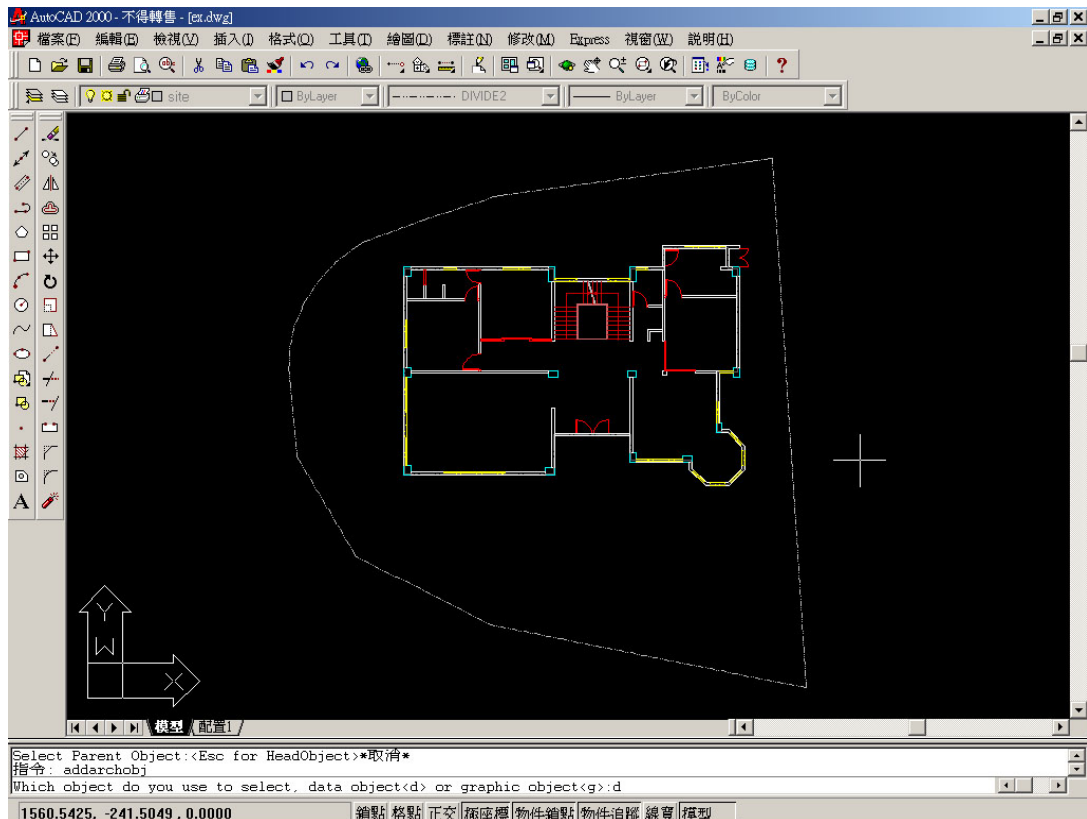 AutoCAD 2000 - 不得轉售 - [ex.dwg]
檔案(F) 編輯(E) 檢視(V) 插入(I) 格式(O) 工具(T) 繪圖(D) 標註(N) 修改(M) Express 視窗(W) 說明(H)
site ByLayer DIVIDE2 ByLayer ByColor
A
Y
W
X
模型 配置1
Select Parent Object:<Esc for HeadObject>*取消*
指令: addarchobj
Which object do you use to select, data object<d> or graphic object<g>:d
1560.5425, -241.5049 , 0.0000 鎖點 格點 正交 極座標 物件鎖點 物件追蹤 線寬 模型